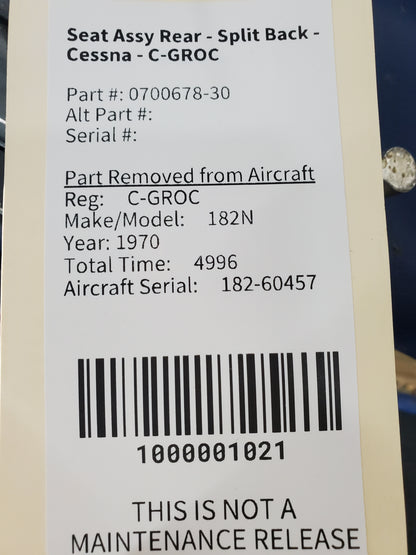 Seat Assy Rear - Split Back -
Cessna - C-GROC
Part #: 0700678-30
Alt Part #:
Serial #:
Part Removed from Aircraft
Reg: C-GROC
Make/Model: 182N
Year: 1970
Total Time: 4996
Aircraft Serial: 182-60457
1000001021
THIS IS NOT A
MAINTENANCE RELEASE